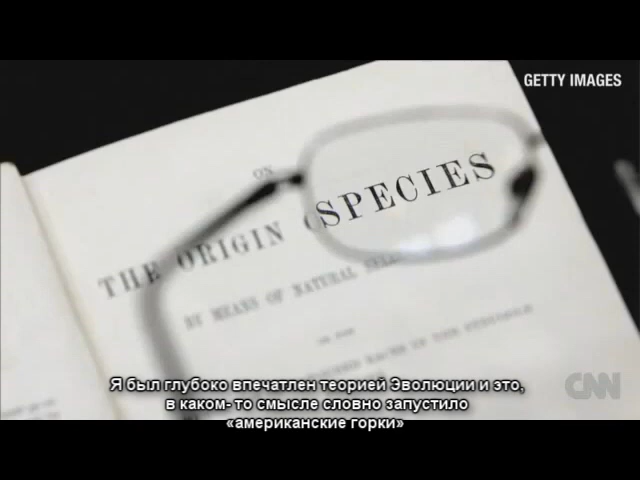 GETTY IMAGES
ON
THE ORIGIN SPECIES
BY MEANS OF NATURAL
CNN
Я был глубоко впечатлен теорией Эволюции и это,
в каком- то смысле словно запустило
«американские горки»